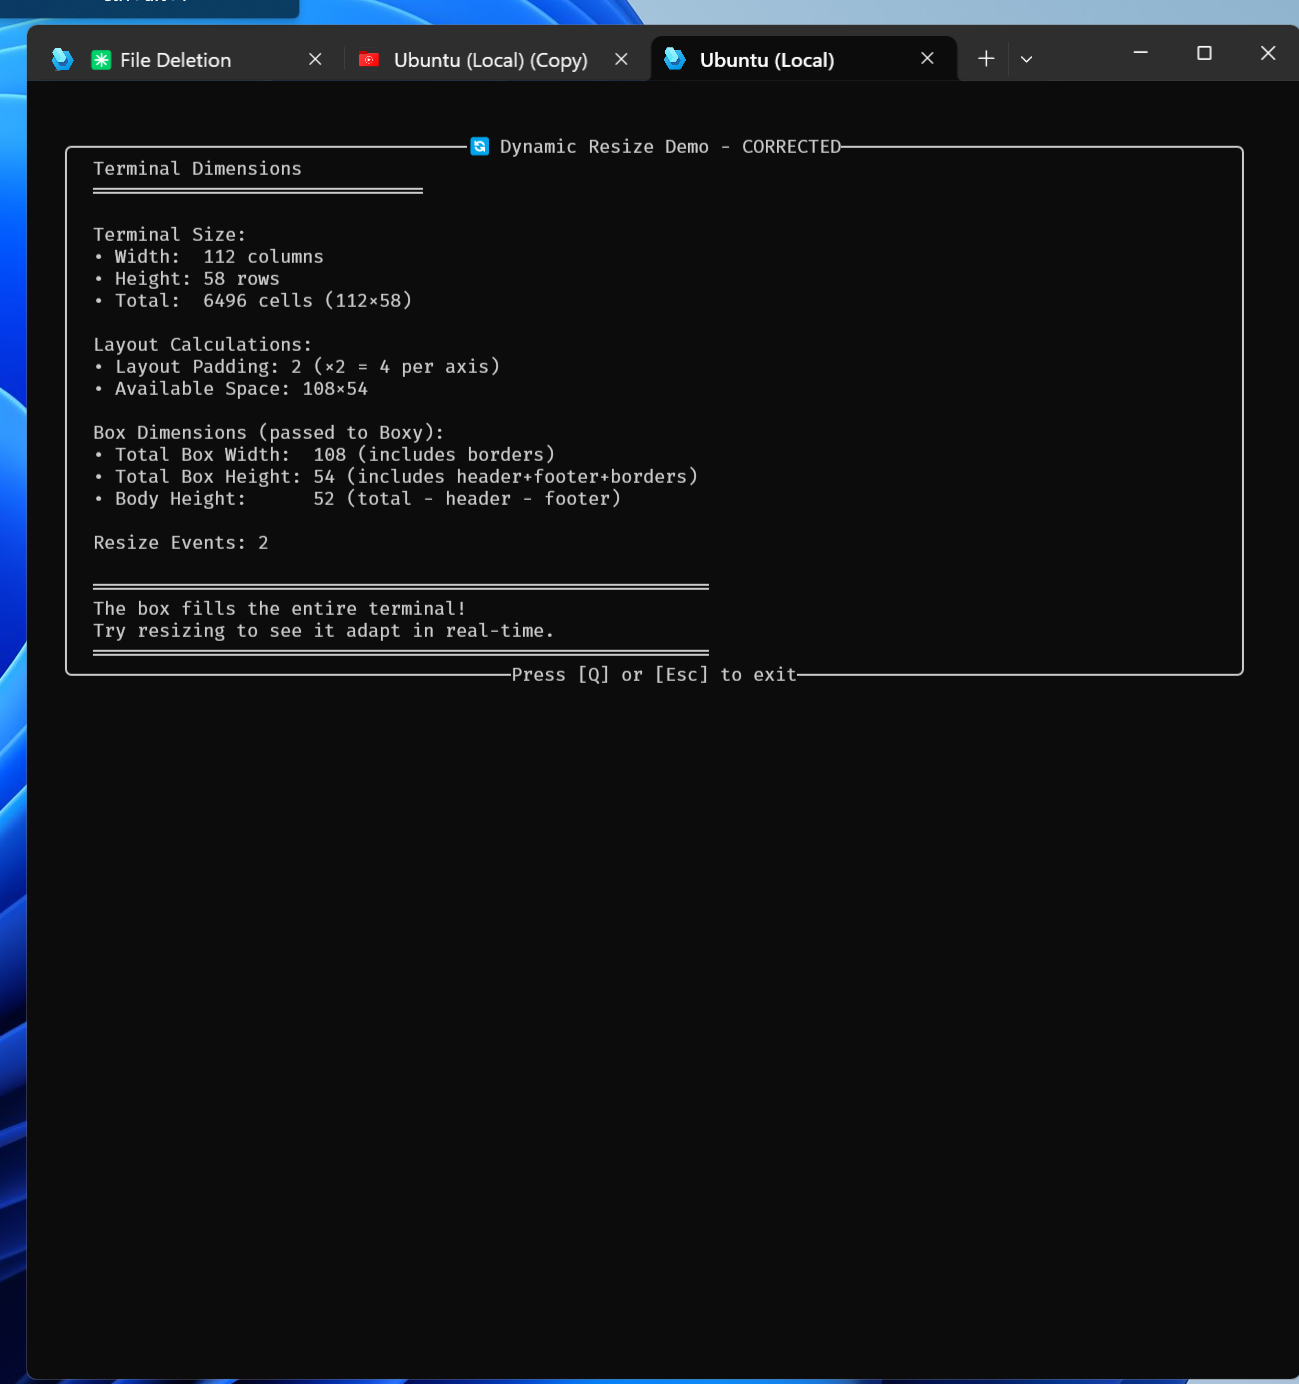 File Deletion
Ubuntu (Local) (Copy)
Ubuntu (Local)
Dynamic Resize Demo - CORRECTED
Terminal Dimensions
Terminal Size:
• Width:  112 columns
• Height: 58 rows
• Total:  6496 cells (112×58)
Layout Calculations:
• Layout Padding: 2 (×2 = 4 per axis)
• Available Space: 108×54
Box Dimensions (passed to Boxy):
• Total Box Width:  108 (includes borders)
• Total Box Height: 54 (includes header+footer+borders)
• Body Height:      52 (total - header - footer)
Resize Events: 2
The box fills the entire terminal!
Try resizing to see it adapt in real-time.
Press [Q] or [Esc] to exit